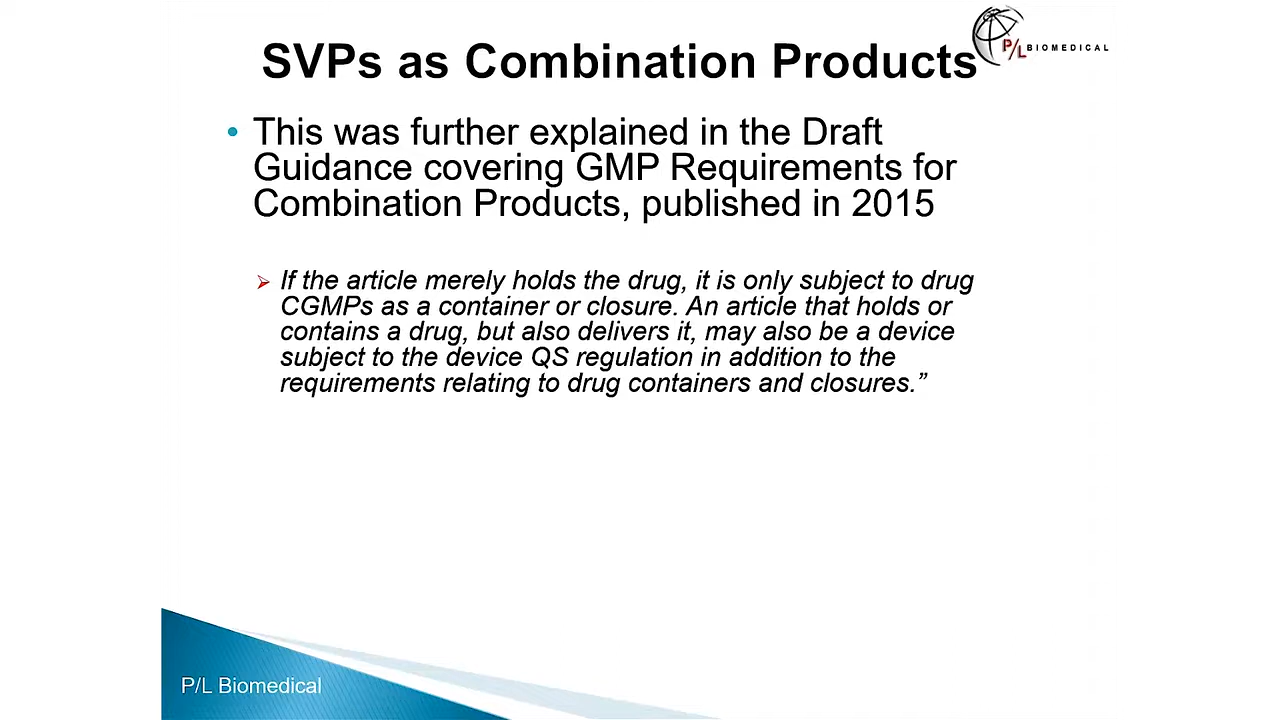 SVPs as Combination Products
P/L BIOMEDICAL
• This was further explained in the Draft
Guidance covering GMP Requirements for
Combination Products, published in 2015
➢ If the article merely holds the drug, it is only subject to drug
CGMPs as a container or closure. An article that holds or
contains a drug, but also delivers it, may also be a device
subject to the device QS regulation in addition to the
requirements relating to drug containers and closures.”
P/L Biomedical